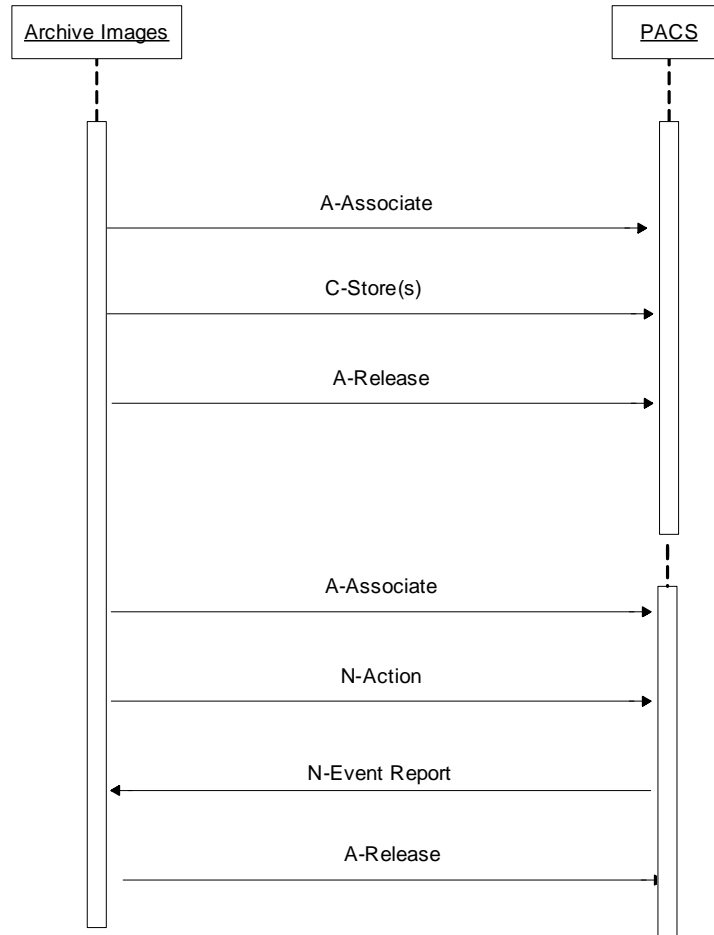 Archive Images
PACS
A-Associate
C-Store(s)
A-Release
A-Associate
N-Action
N-Event Report
A-Release